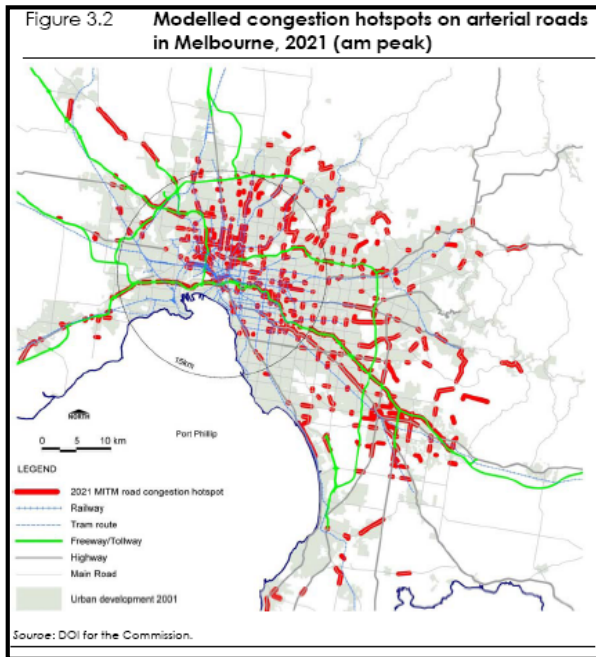 Figure 3.2 Modelled congestion hotspots on arterial roads
in Melbourne, 2021 (am peak)
15km
NORTH
0 5 10 km
Port Phillip
LEGEND
2021 MITM road congestion hotspot
Railway
Tram route
Freeway/Tollway
Highway
Main Road
Urban development 2001
Source: DOI for the Commission.